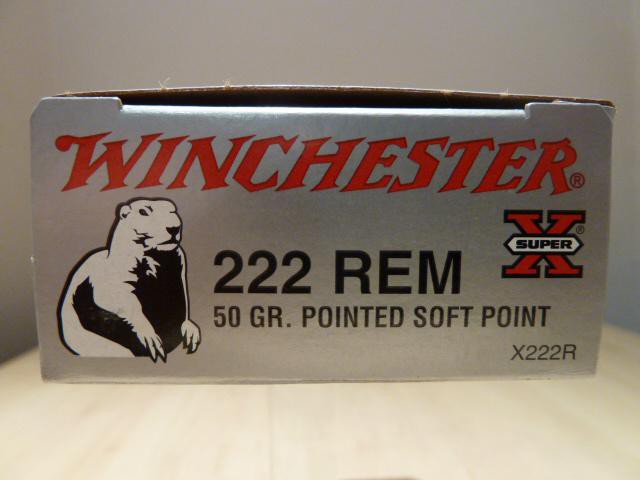 WINCHESTER®
SUPER X®
222 REM
50 GR. POINTED SOFT POINT
X222R